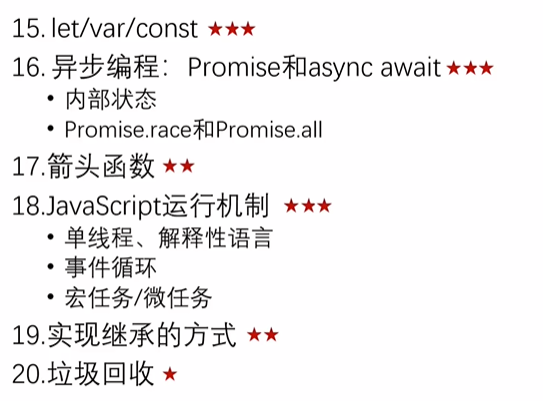 15. let/var/const ★★★
16. 异步编程：Promise和async await ★★★
• 内部状态
• Promise.race和Promise.all
17.箭头函数 ★★
18.JavaScript运行机制 ★★★
• 单线程、解释性语言
• 事件循环
• 宏任务/微任务
19.实现继承的方式 ★★
20.垃圾回收 ★